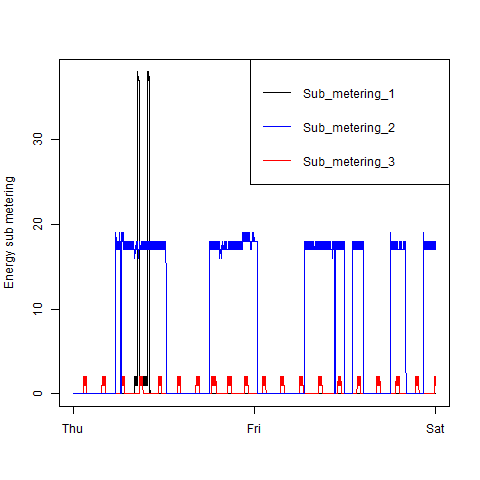 Sub_metering_1
Sub_metering_2
Sub_metering_3
Energy sub metering
30
20
10
0
Thu
Fri
Sat